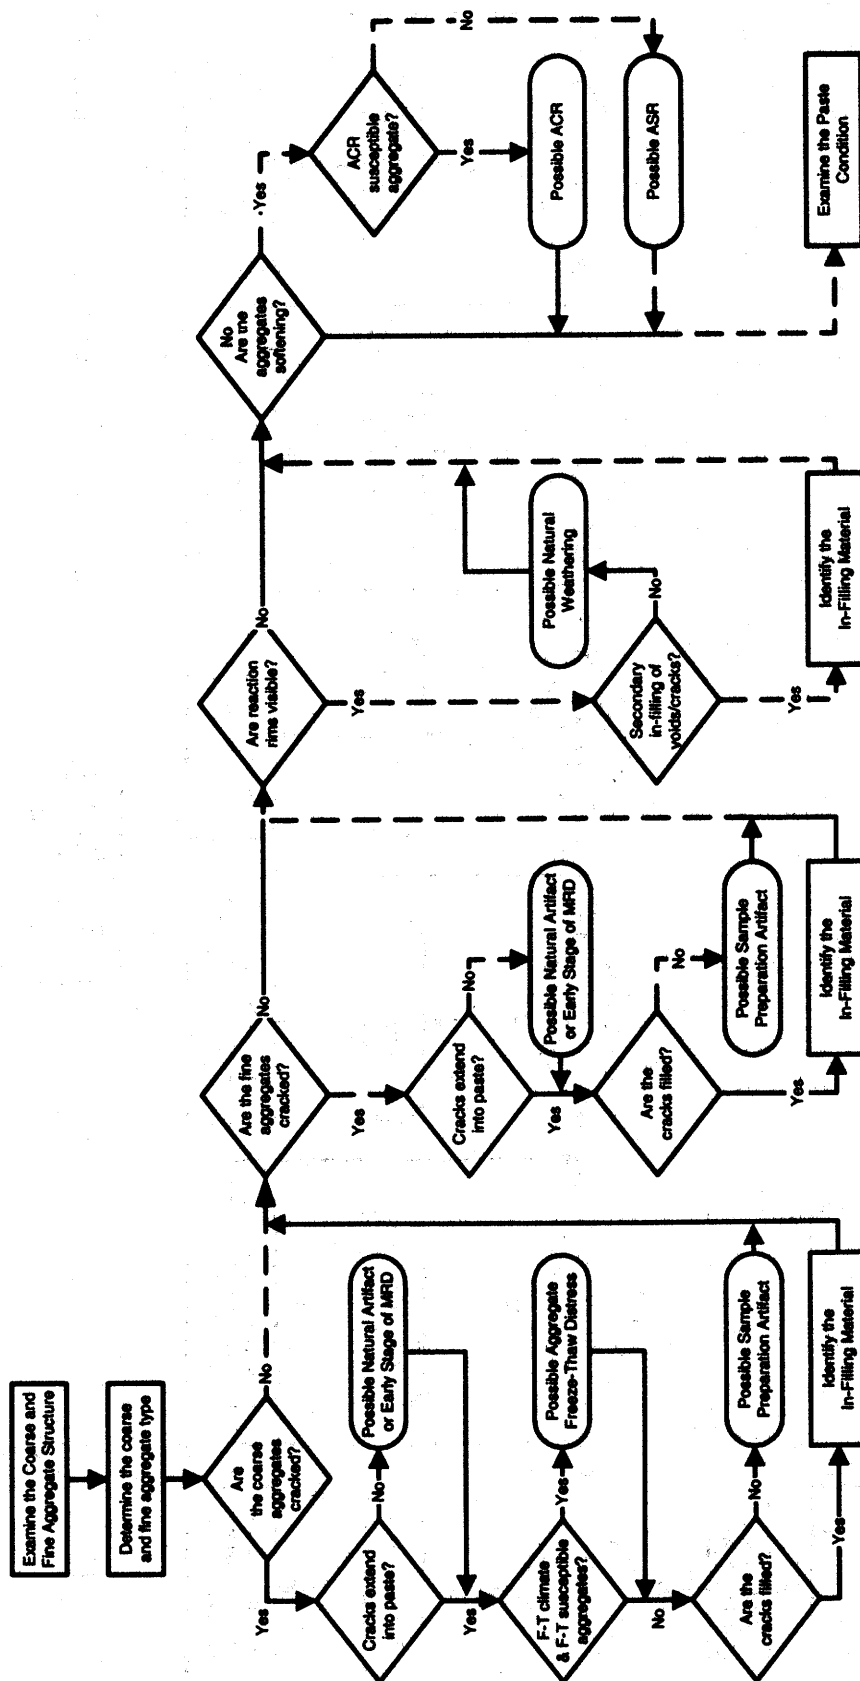 Examine the Coarse and
Fine Aggregate Structure
Determine the coarse
and fine aggregate type
Are
the coarse
aggregates
cracked?
Yes
No
Cracks extend
into paste?
No
Possible Natural Artifact
or Early Stage of MRD
Yes
F-T climate
& F-T susceptible
aggregates?
Yes
Possible Aggregate
Freeze-Thaw Distress
No
Are the
cracks filled?
No
Possible Sample
Preparation Artifact
Yes
Identify the
In-Filling Material
Are the fine
aggregates
cracked?
No
Yes
Cracks extend
into paste?
No
Possible Natural Artifact
or Early Stage of MRD
Yes
Are the
cracks filled?
No
Possible Sample
Preparation Artifact
Yes
Identify the
In-Filling Material
Are reaction
rims visible?
No
Yes
Secondary
in-filling of
voids/cracks?
No
Possible Natural
Weathering
Yes
Identify the
In-Filling Material
No
Are the
aggregates
softening?
Yes
ACR
susceptible
aggregate?
No
Yes
Possible ACR
Possible ASR
Examine the Paste
Condition